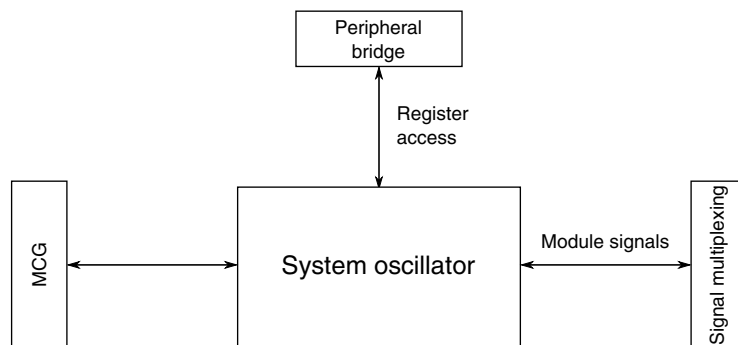 Peripheral
bridge
Register
access
MCG
System oscillator
Module signals
Signal multiplexing